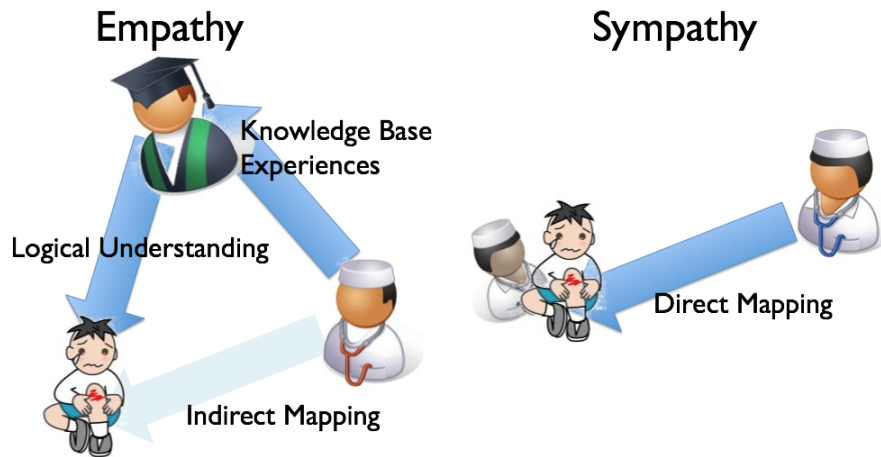 Empathy
Sympathy
Knowledge Base
Experiences
Logical Understanding
Direct Mapping
Indirect Mapping